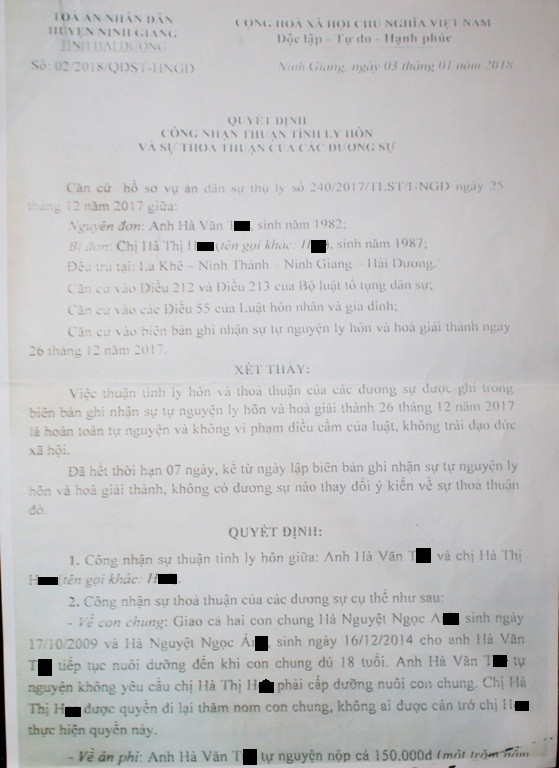 TOÀ ÁN NHÂN DÂN
HUYỆN NINH GIANG
TỈNH HẢI DƯƠNG
Số: 02/2018/QĐST-HNGĐ
CỘNG HOÀ XÃ HỘI CHỦ NGHĨA VIỆT NAM
Độc lập - Tự do - Hạnh phúc
Ninh Giang, ngày 03 tháng 01 năm 2018
QUYẾT ĐỊNH
CÔNG NHẬN THUẬN TÌNH LY HÔN
VÀ SỰ THOẢ THUẬN CỦA CÁC ĐƯƠNG SỰ
Căn cứ hồ sơ vụ án dân sự thụ lý số 240/2017/TLST-HNGĐ ngày 25
tháng 12 năm 2017 giữa:
Nguyên đơn: Anh Hà Văn T, sinh năm 1982;
Bị đơn: Chị Hà Thị H (tên gọi khác: H, sinh năm 1987;
Đều trú tại: La Khê - Ninh Thành - Ninh Giang - Hải Dương.
Căn cứ vào Điều 212 và Điều 213 của Bộ luật tố tụng dân sự;
Căn cứ vào các Điều 55 của Luật hôn nhân và gia đình;
Căn cứ vào biên bản ghi nhận sự tự nguyện ly hôn và hoà giải thành ngày
26 tháng 12 năm 2017.
XÉT THẤY:
Việc thuận tình ly hôn và thoả thuận của các đương sự được ghi trong
biên bản ghi nhận sự tự nguyện ly hôn và hoà giải thành 26 tháng 12 năm 2017
là hoàn toàn tự nguyện và không vi phạm điều cấm của luật, không trái đạo đức
xã hội.
Đã hết thời hạn 07 ngày, kể từ ngày lập biên bản ghi nhận sự tự nguyện ly
hôn và hoà giải thành, không có đương sự nào thay đổi ý kiến về sự thoả thuận
đó.
QUYẾT ĐỊNH:
1. Công nhận sự thuận tình ly hôn giữa: Anh Hà Văn T và chị Hà Thị
H (tên gọi khác: H.
2. Công nhận sự thoả thuận của các đương sự cụ thể như sau:
- Về con chung: Giao cả hai con chung Hà Nguyệt Ngọc A sinh ngày
17/10/2009 và Hà Nguyệt Ngọc Á, sinh ngày 16/12/2014 cho anh Hà Văn
T tiếp tục nuôi dưỡng đến khi con chung đủ 18 tuổi. Anh Hà Văn T tự
nguyện không yêu cầu chị Hà Thị H phải cấp dưỡng nuôi con chung. Chị Hà
Thị H được quyền đi lại thăm nom con chung, không ai được cản trở chị H
thực hiện quyền này.
- Về án phí: Anh Hà Văn T tự nguyện nộp cả 150.000đ (một trăm năm